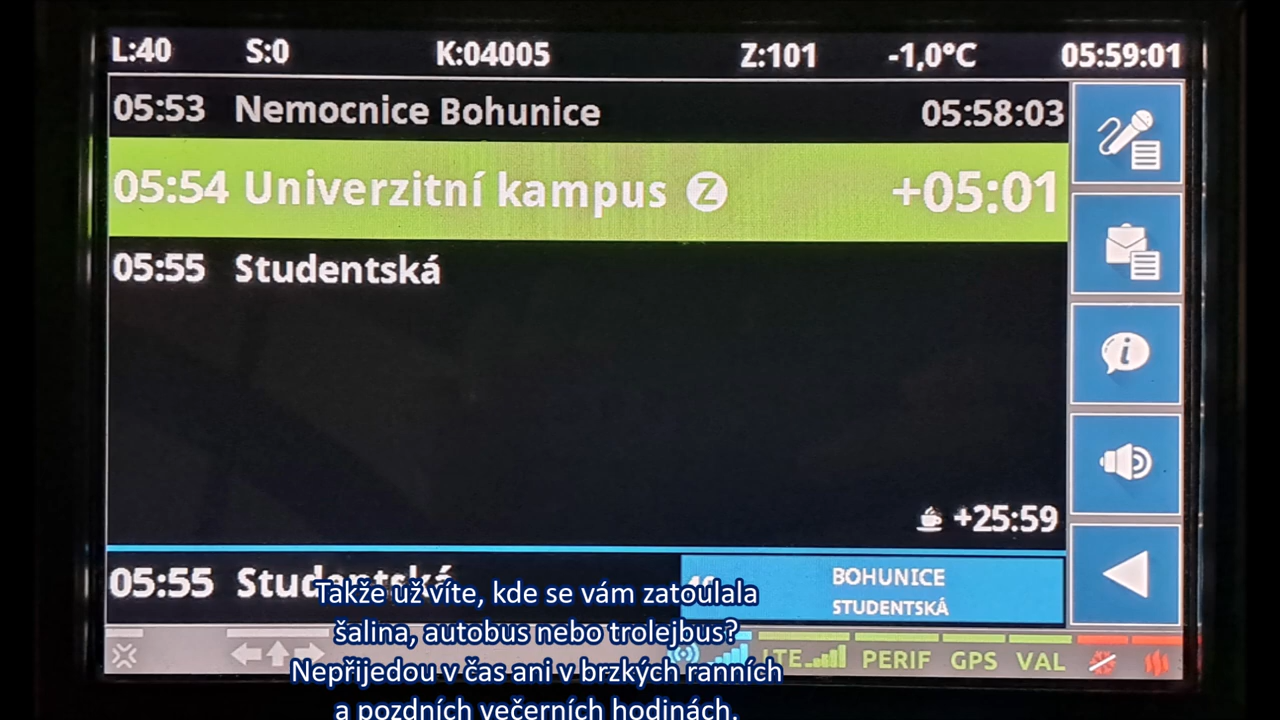 L:40 S:0 K:04005 Z:101 -1,0°C 05:59:01
05:53 Nemocnice Bohunice 05:58:03
05:54 Univerzitní kampus Z +05:01
05:55 Studentská
+25:59
05:55 Studentská
BOHUNICE
STUDENTSKÁ
LTE PERIF GPS VAL
Takže už víte, kde se vám zatoulala
šalina, autobus nebo trolejbus?
Nepřijedou v čas ani v brzkých ranních
a pozdních večerních hodinách.